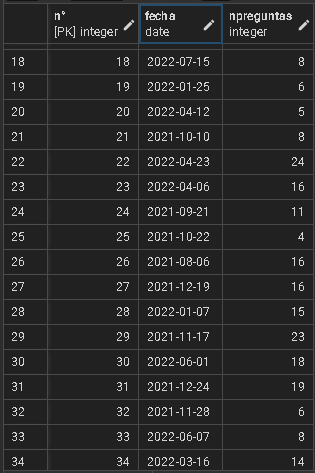 n° fecha npreguntas
[PK] integer date integer
18 18 2022-07-15 8
19 19 2022-01-25 6
20 20 2022-04-12 5
21 21 2021-10-10 8
22 22 2022-04-23 24
23 23 2022-04-06 16
24 24 2021-09-21 11
25 25 2021-10-22 4
26 26 2021-08-06 16
27 27 2021-12-19 16
28 28 2022-01-07 15
29 29 2021-11-17 23
30 30 2022-06-01 18
31 31 2021-12-24 19
32 32 2021-11-28 6
33 33 2022-06-07 8
34 34 2022-03-16 14